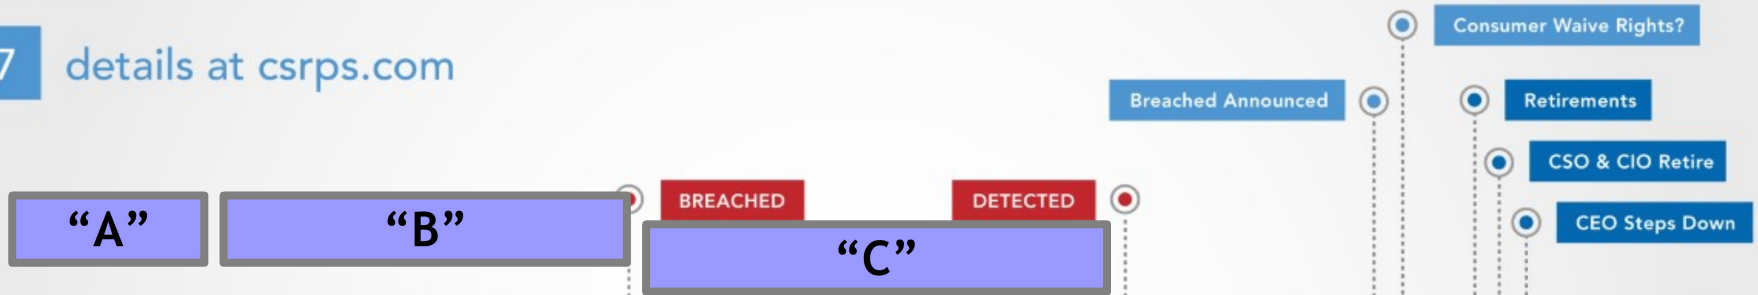 Consumer Waive Rights?
7 details at csrps.com
Breached Announced
Retirements
CSO & CIO Retire
BREACHED
DETECTED
“A”
“B”
CEO Steps Down
“C”